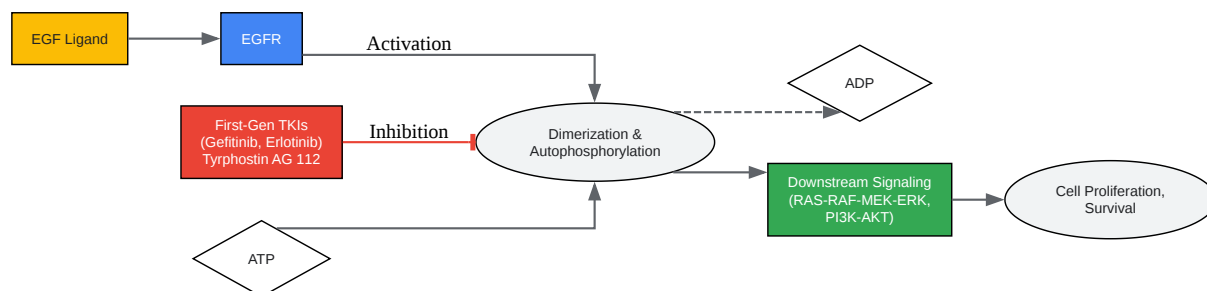 EGF Ligand
EGFR
Activation
ADP
First-Gen TKIs
(Gefitinib, Erlotinib)
Tyrphostin AG 112
Inhibition
Dimerization &
Autophosphorylation
Downstream Signaling
(RAS-RAF-MEK-ERK,
PI3K-AKT)
Cell Proliferation,
Survival
ATP